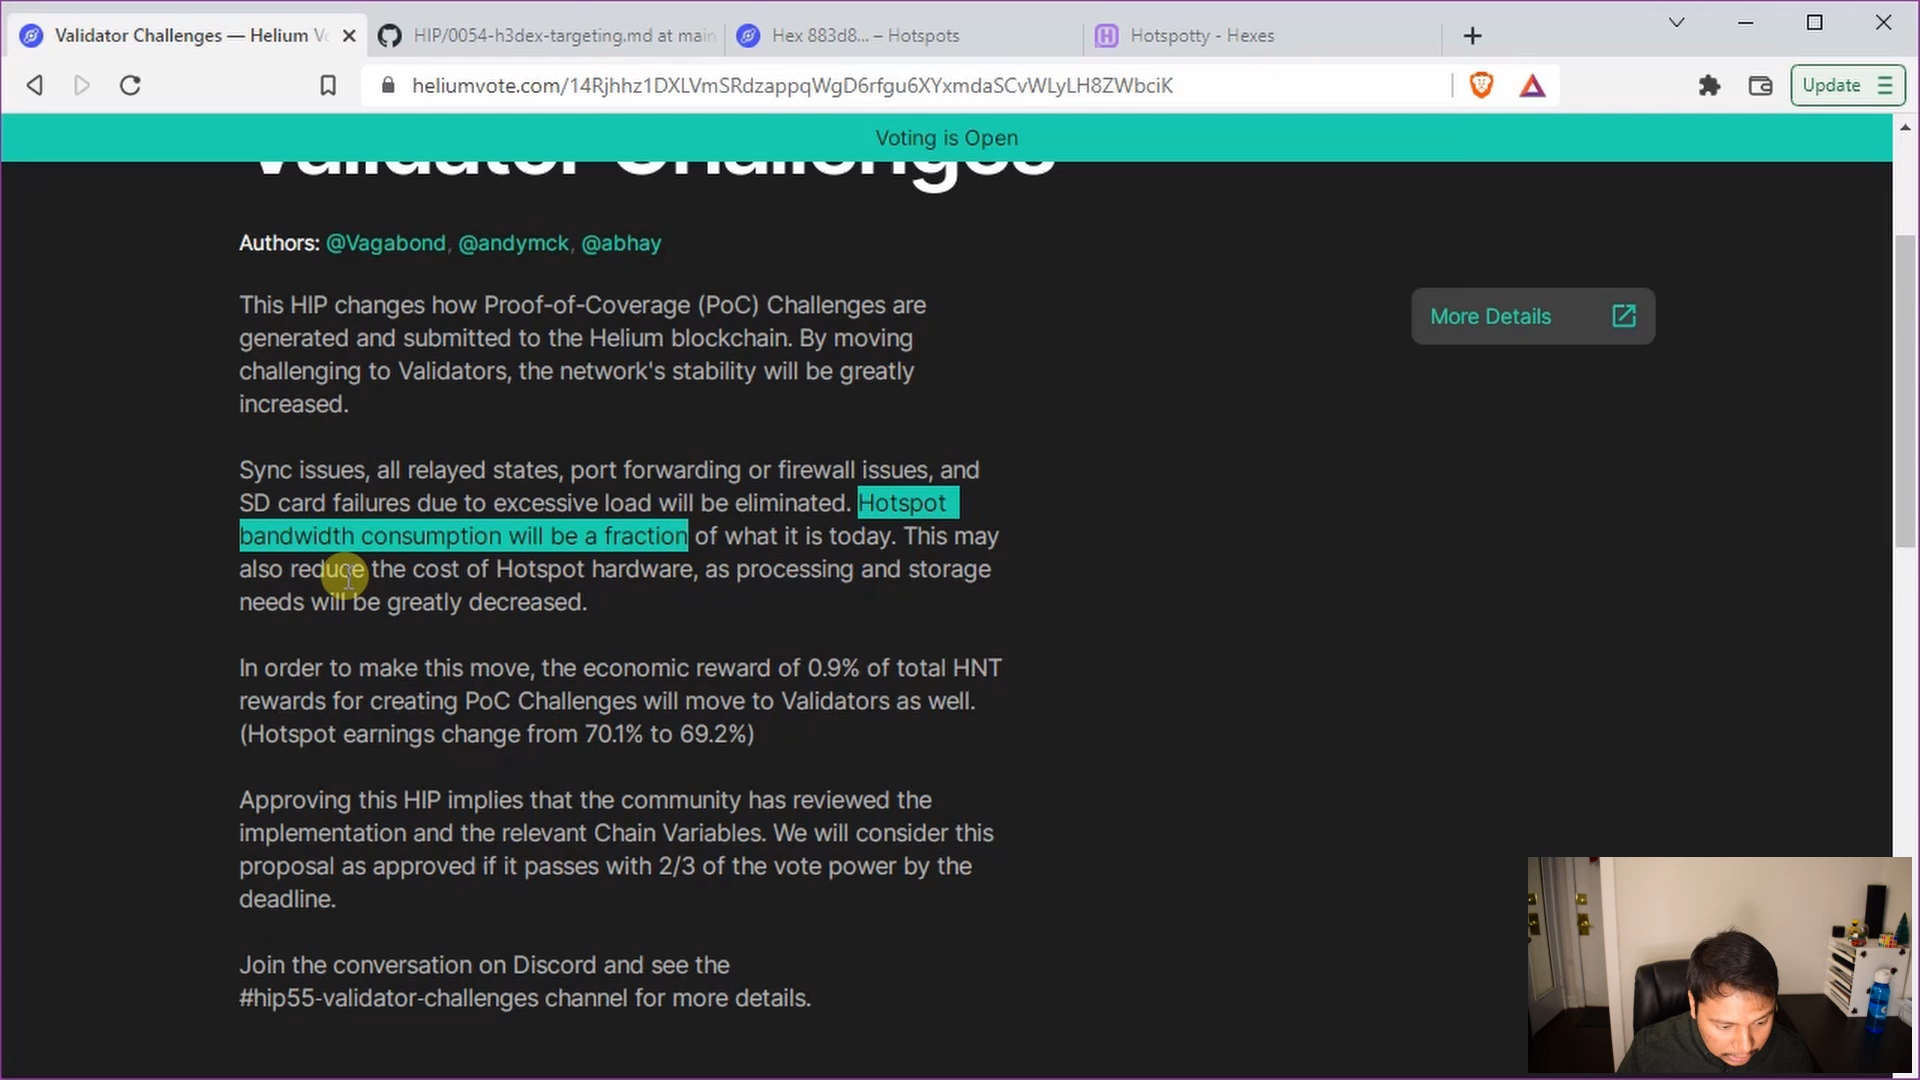 Validator Challenges — Helium Vo
HIP/0054-h3dex-targeting.md at main
Hex 883d8... – Hotspots
Hotspotty - Hexes
heliumvote.com/14Rjhhz1DXLVmSRdzappqWgD6rfgu6XYxmdaSCvWLyLH8ZWbciK
Update
Voting is Open
Validator Challenges
Authors: @Vagabond, @andymck, @abhay
This HIP changes how Proof-of-Coverage (PoC) Challenges are
generated and submitted to the Helium blockchain. By moving
challenging to Validators, the network's stability will be greatly
increased.
More Details
Sync issues, all relayed states, port forwarding or firewall issues, and
SD card failures due to excessive load will be eliminated. Hotspot
bandwidth consumption will be a fraction of what it is today. This may
also reduce the cost of Hotspot hardware, as processing and storage
needs will be greatly decreased.
In order to make this move, the economic reward of 0.9% of total HNT
rewards for creating PoC Challenges will move to Validators as well.
(Hotspot earnings change from 70.1% to 69.2%)
Approving this HIP implies that the community has reviewed the
implementation and the relevant Chain Variables. We will consider this
proposal as approved if it passes with 2/3 of the vote power by the
deadline.
Join the conversation on Discord and see the
#hip55-validator-challenges channel for more details.